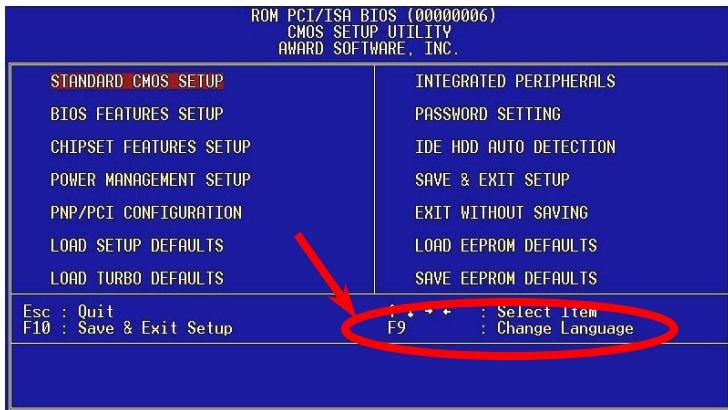 ROM PCI/ISA BIOS (00000006)
CMOS SETUP UTILITY
AWARD SOFTWARE, INC.
STANDARD CMOS SETUP
BIOS FEATURES SETUP
CHIPSET FEATURES SETUP
POWER MANAGEMENT SETUP
PNP/PCI CONFIGURATION
LOAD SETUP DEFAULTS
LOAD TURBO DEFAULTS
INTEGRATED PERIPHERALS
PASSWORD SETTING
IDE HDD AUTO DETECTION
SAVE & EXIT SETUP
EXIT WITHOUT SAVING
LOAD EEPROM DEFAULTS
SAVE EEPROM DEFAULTS
Esc : Quit
F10 : Save & Exit Setup
↑ ↓ → ← : Select Item
F9 : Change Language